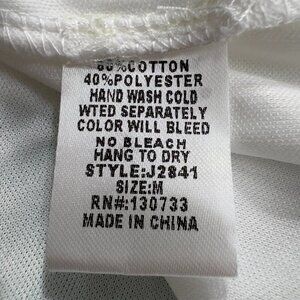 60%COTTON
40%POLYESTER
HAND WASH COLD
WTED SEPARATELY
COLOR WILL BLEED
NO BLEACH
HANG TO DRY
STYLE:J2841
SIZE:M
RN#:130733
MADE IN CHINA